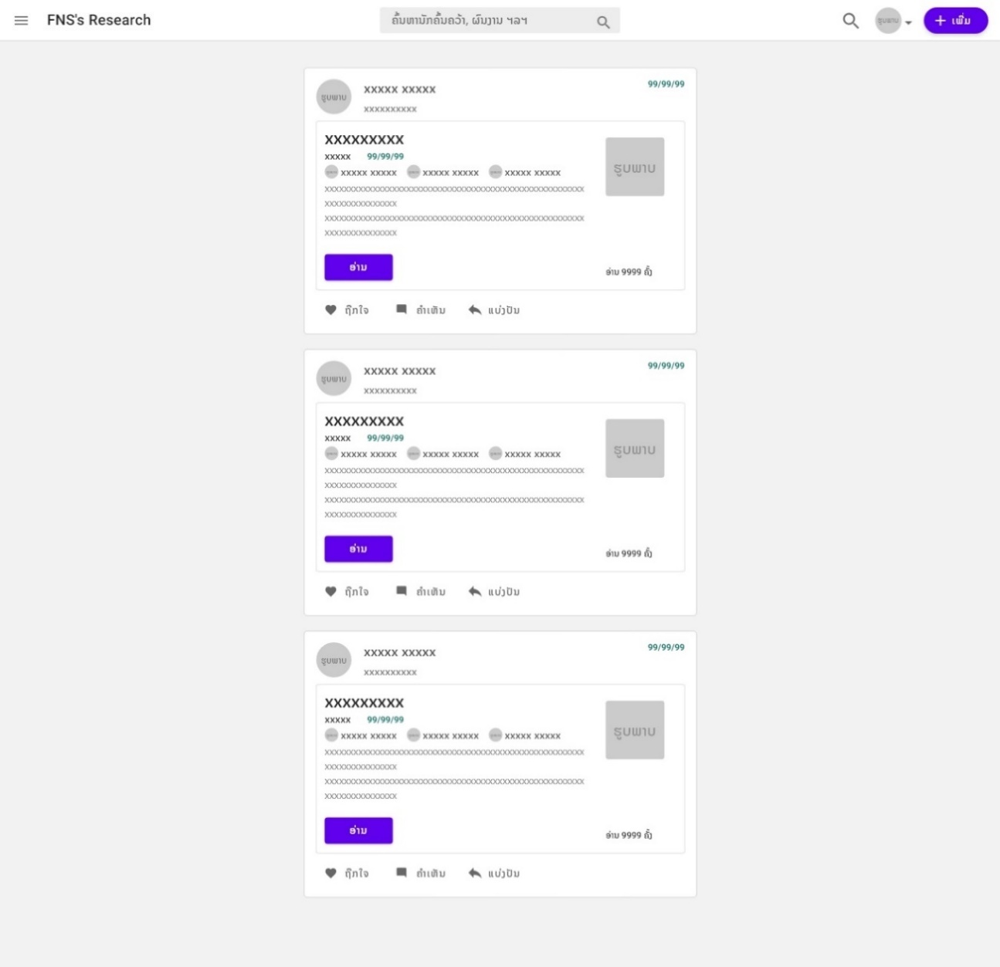 FNS's Research
ຄົ້ນຫານັກຄົ້ນຄວ້າ, ຜົນງານ ຯລຯ
ຮູບພາບ
+ ເພີ່ມ
ຮູບພາບ
xxxxx xxxxx
99/99/99
xxxxxxxxxx
XXXXXXXXX
xxxxx 99/99/99
xxxxx xxxxx xxxxx xxxxx xxxxx xxxxx
ຮູບພາບ
xxxxxxxxxxxxxxxxxxxxxxxxxxxxxxxxxxxxxxxxxxxxxxxxxxxxxx
xxxxxxxxxxxxxxx
xxxxxxxxxxxxxxxxxxxxxxxxxxxxxxxxxxxxxxxxxxxxxxxxxxxxxx
xxxxxxxxxxxxxxx
ອ່ານ
ອ່ານ 9999 ຄັ້ງ
ຖືກໃຈ ຄຳເຫັນ ແບ່ງປັນ
ຮູບພາບ
xxxxx xxxxx
99/99/99
xxxxxxxxxx
XXXXXXXXX
xxxxx 99/99/99
xxxxx xxxxx xxxxx xxxxx xxxxx xxxxx
ຮູບພາບ
xxxxxxxxxxxxxxxxxxxxxxxxxxxxxxxxxxxxxxxxxxxxxxxxxxxxxx
xxxxxxxxxxxxxxx
xxxxxxxxxxxxxxxxxxxxxxxxxxxxxxxxxxxxxxxxxxxxxxxxxxxxxx
xxxxxxxxxxxxxxx
ອ່ານ
ອ່ານ 9999 ຄັ້ງ
ຖືກໃຈ ຄຳເຫັນ ແບ່ງປັນ
ຮູບພາບ
xxxxx xxxxx
99/99/99
xxxxxxxxxx
XXXXXXXXX
xxxxx 99/99/99
xxxxx xxxxx xxxxx xxxxx xxxxx xxxxx
ຮູບພາບ
xxxxxxxxxxxxxxxxxxxxxxxxxxxxxxxxxxxxxxxxxxxxxxxxxxxxxx
xxxxxxxxxxxxxxx
xxxxxxxxxxxxxxxxxxxxxxxxxxxxxxxxxxxxxxxxxxxxxxxxxxxxxx
xxxxxxxxxxxxxxx
ອ່ານ
ອ່ານ 9999 ຄັ້ງ
ຖືກໃຈ ຄຳເຫັນ ແບ່ງປັນ